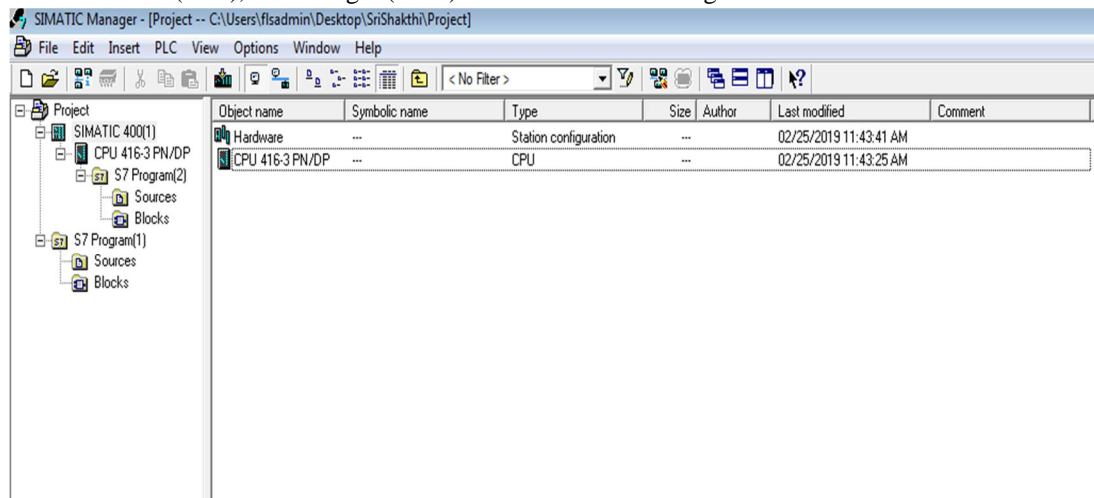 SIMATIC Manager - [Project -- C:\Users\flsadmin\Desktop\SriShakthi\Project]
File Edit Insert PLC View Options Window Help
< No Filter >
Project
SIMATIC 400(1)
CPU 416-3 PN/DP
S7 Program(2)
Sources
Blocks
S7 Program(1)
Sources
Blocks
Object name Symbolic name Type Size Author Last modified Comment
Hardware --- Station configuration --- 02/25/2019 11:43:41 AM
CPU 416-3 PN/DP --- CPU --- 02/25/2019 11:43:25 AM